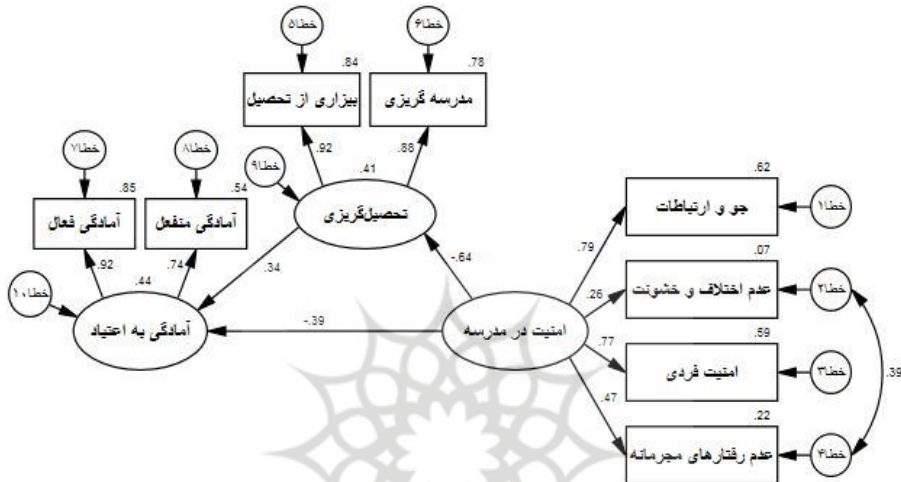 خطا۶
خطا۵
.78
.84
مدرسه گریزی
بیزاری از تحصیل
.88
.92
خطا۹
.41
تحصیل‌گریزی
خطا۸
خطا۷
.54
.85
آمادگی منفعل
آمادگی فعال
.74
.92
.34
-.64
.62
جو و ارتباطات
خطا۱
.79
.07
عدم اختلاف و خشونت
خطا۲
.26
.44
خطا۱۰
آمادگی به اعتیاد
-.39
امنیت در مدرسه
.59
امنیت فردی
خطا۳
.77
.39
.47
.22
عدم رفتارهای مجرمانه
خطا۴